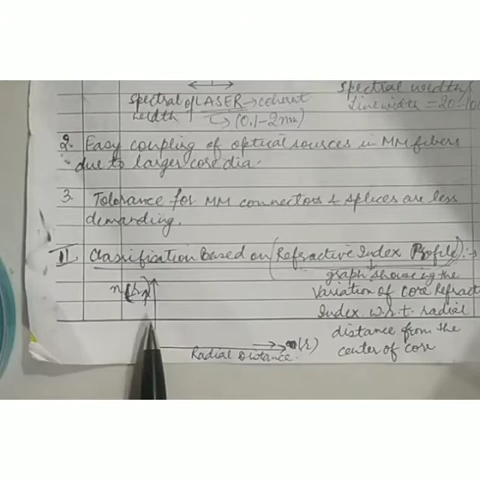 Spectral of LASER → coherent
width ↳ (0.1-2nm)
spectral width
Line width = 20-10
2. Easy coupling of optical sources in MM fibers
due to larger core dia.
3. Tolerance for MM connectors & splices are less
demanding.
II Classification based on (Refractive Index Profile) :→
graph showing the
variation of Core Refract
Index w.r.t. radial
distance from the
center of core
Radial Distance (r)